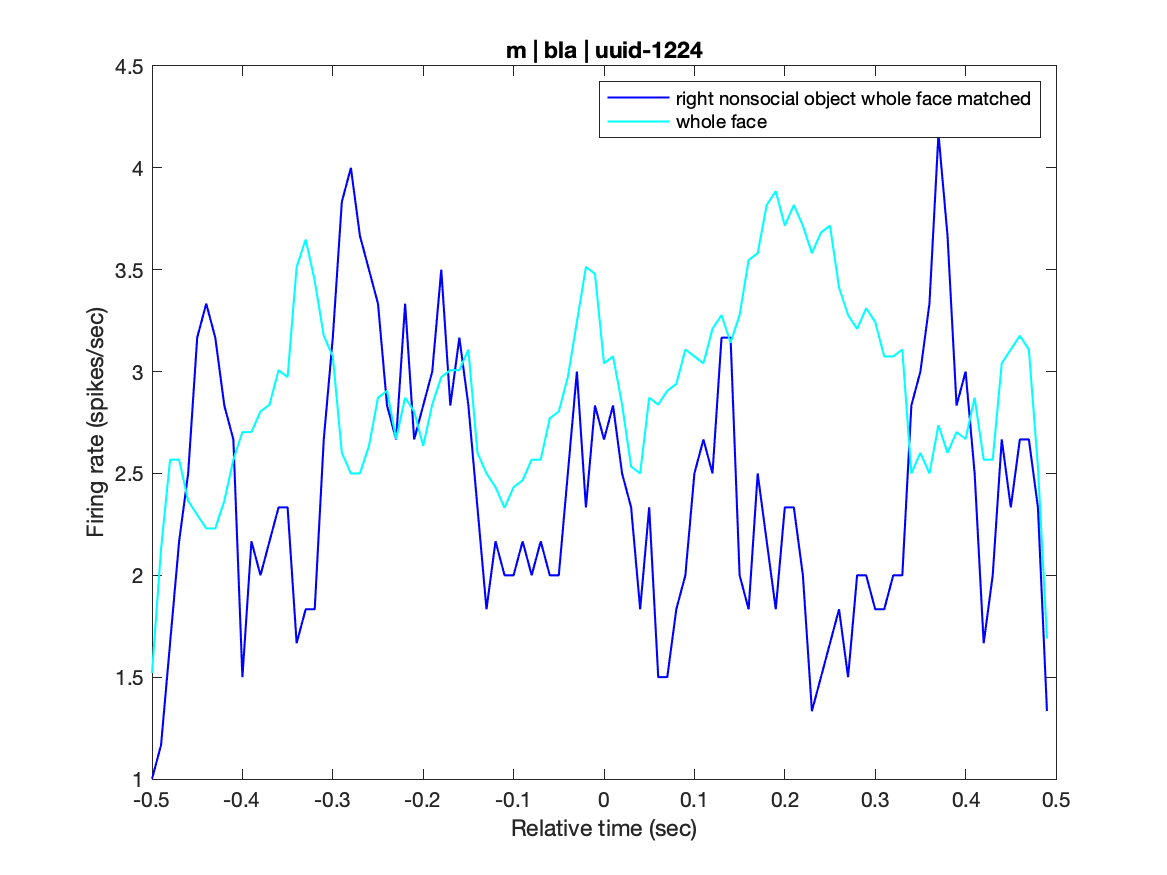 m | bla | uuid-1224
4.5
4
3.5
3
2.5
2
1.5
1
Firing rate (spikes/sec)
right nonsocial object whole face matched
whole face
-0.5 -0.4 -0.3 -0.2 -0.1 0 0.1 0.2 0.3 0.4 0.5
Relative time (sec)